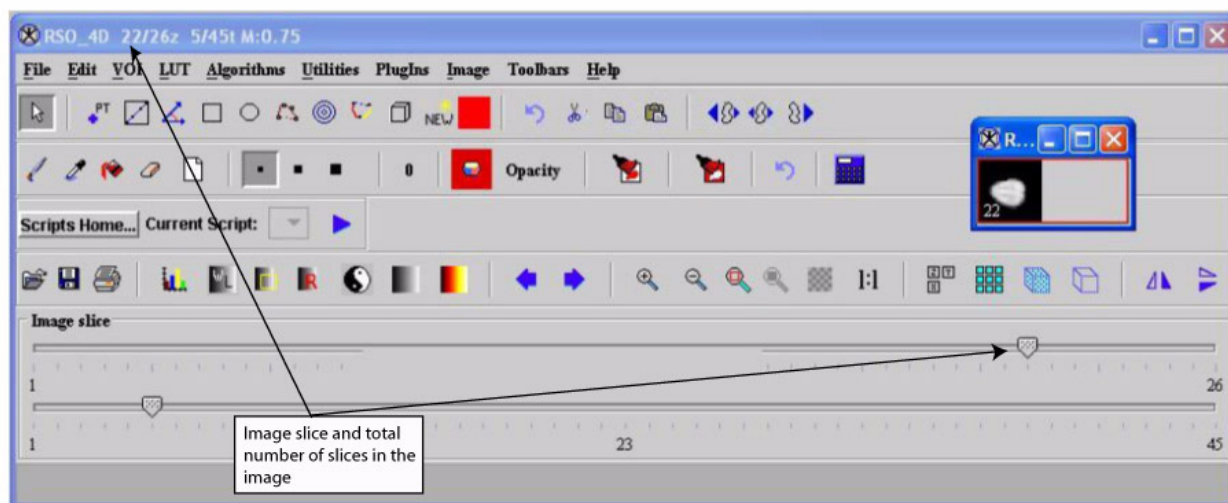 RSO_4D 22/26z 5/45t M:0.75
File Edit VOI LUT Algorithms Utilities PlugIns Image Toolbars Help
PT
NEW
R...
0
Opacity
22
Scripts Home... Current Script:
W L
R
1:1
Image slice
1
26
1
23
45
Image slice and total
number of slices in the
image